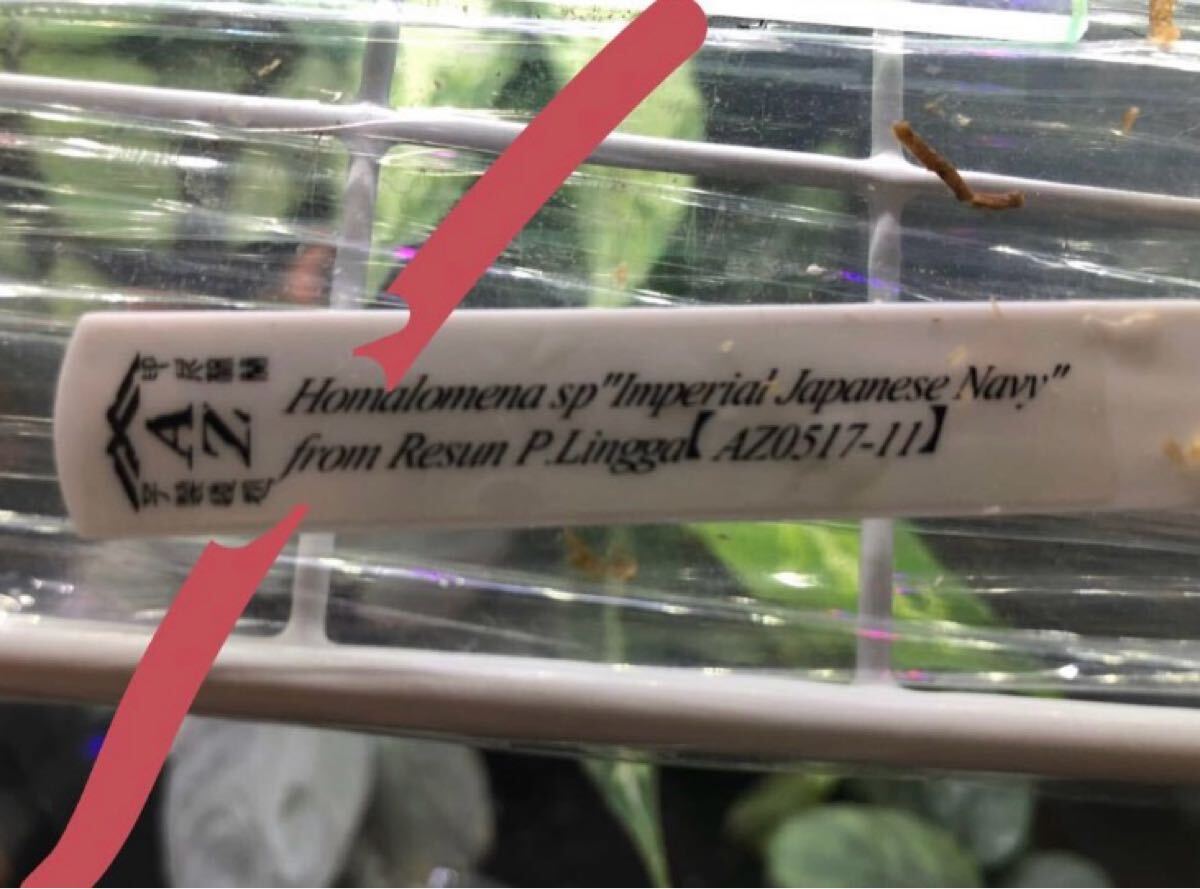 AZ
Homalomena sp"Imperial Japanese Navy"
from Resun P.Lingga【AZ0517-11】